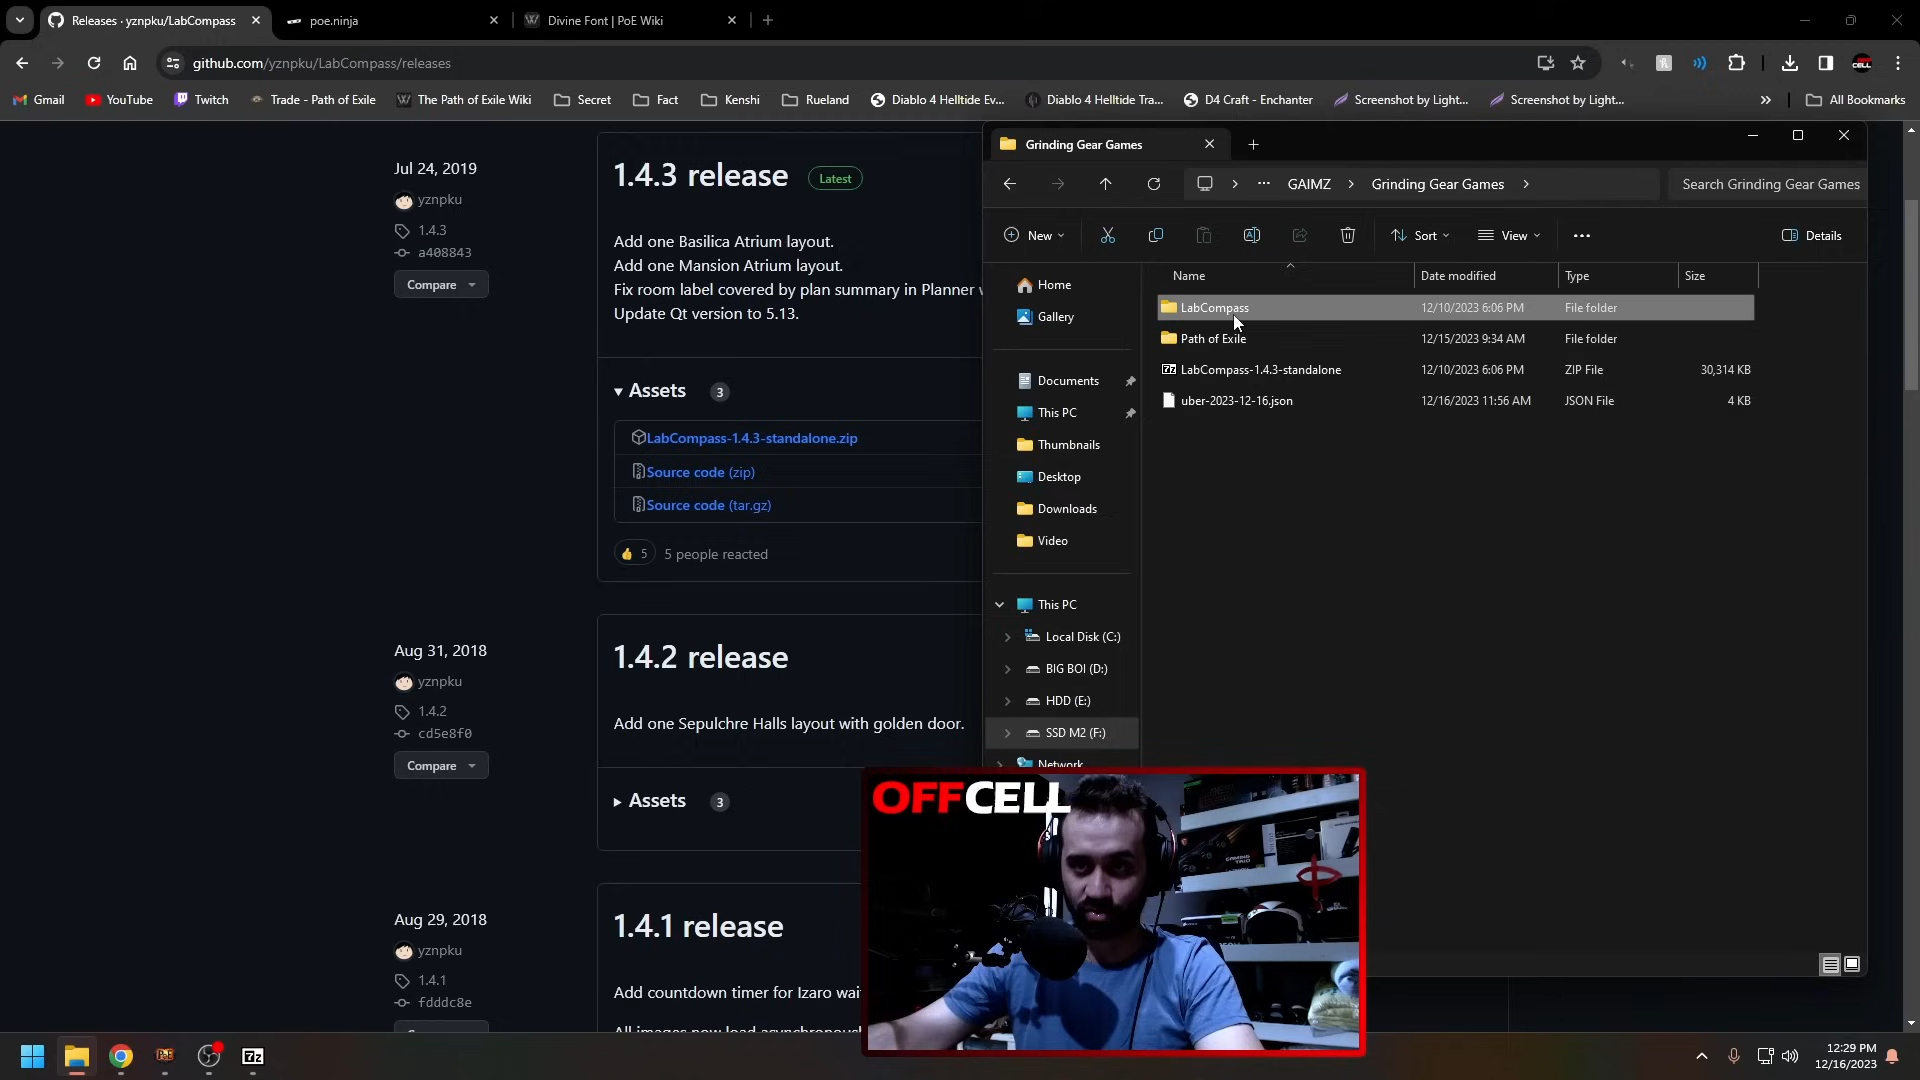 Releases · yznpku/LabCompass
poe.ninja
Divine Font | PoE Wiki
github.com/yznpku/LabCompass/releases
Gmail
YouTube
Twitch
Trade - Path of Exile
The Path of Exile Wiki
Secret
Fact
Kenshi
Rueland
Diablo 4 Helltide Ev...
Diablo 4 Helltide Tra...
D4 Craft - Enchanter
Screenshot by Light...
Screenshot by Light...
All Bookmarks
Jul 24, 2019
yznpku
1.4.3
a408843
Compare
1.4.3 release
Latest
Add one Basilica Atrium layout.
Add one Mansion Atrium layout.
Fix room label covered by plan summary in Planner
Update Qt version to 5.13.
Assets 3
LabCompass-1.4.3-standalone.zip
Source code (zip)
Source code (tar.gz)
👍 5
5 people reacted
Aug 31, 2018
yznpku
1.4.2
cd5e8f0
Compare
1.4.2 release
Add one Sepulchre Halls layout with golden door.
Assets 3
Aug 29, 2018
yznpku
1.4.1
fdddc8e
1.4.1 release
Add countdown timer for Izaro wai
Grinding Gear Games
GAIMZ > Grinding Gear Games >
Search Grinding Gear Games
New
Sort
View
Details
Name
Date modified
Type
Size
LabCompass 12/10/2023 6:06 PM File folder
Path of Exile 12/15/2023 9:34 AM File folder
LabCompass-1.4.3-standalone 12/10/2023 6:06 PM ZIP File 30,314 KB
uber-2023-12-16.json 12/16/2023 11:56 AM JSON File 4 KB
Home
Gallery
Documents
This PC
Thumbnails
Desktop
Downloads
Video
This PC
Local Disk (C:)
BIG BOI (D:)
HDD (E:)
SSD M2 (F:)
Network
OFFCELL
12:29 PM
12/16/2023